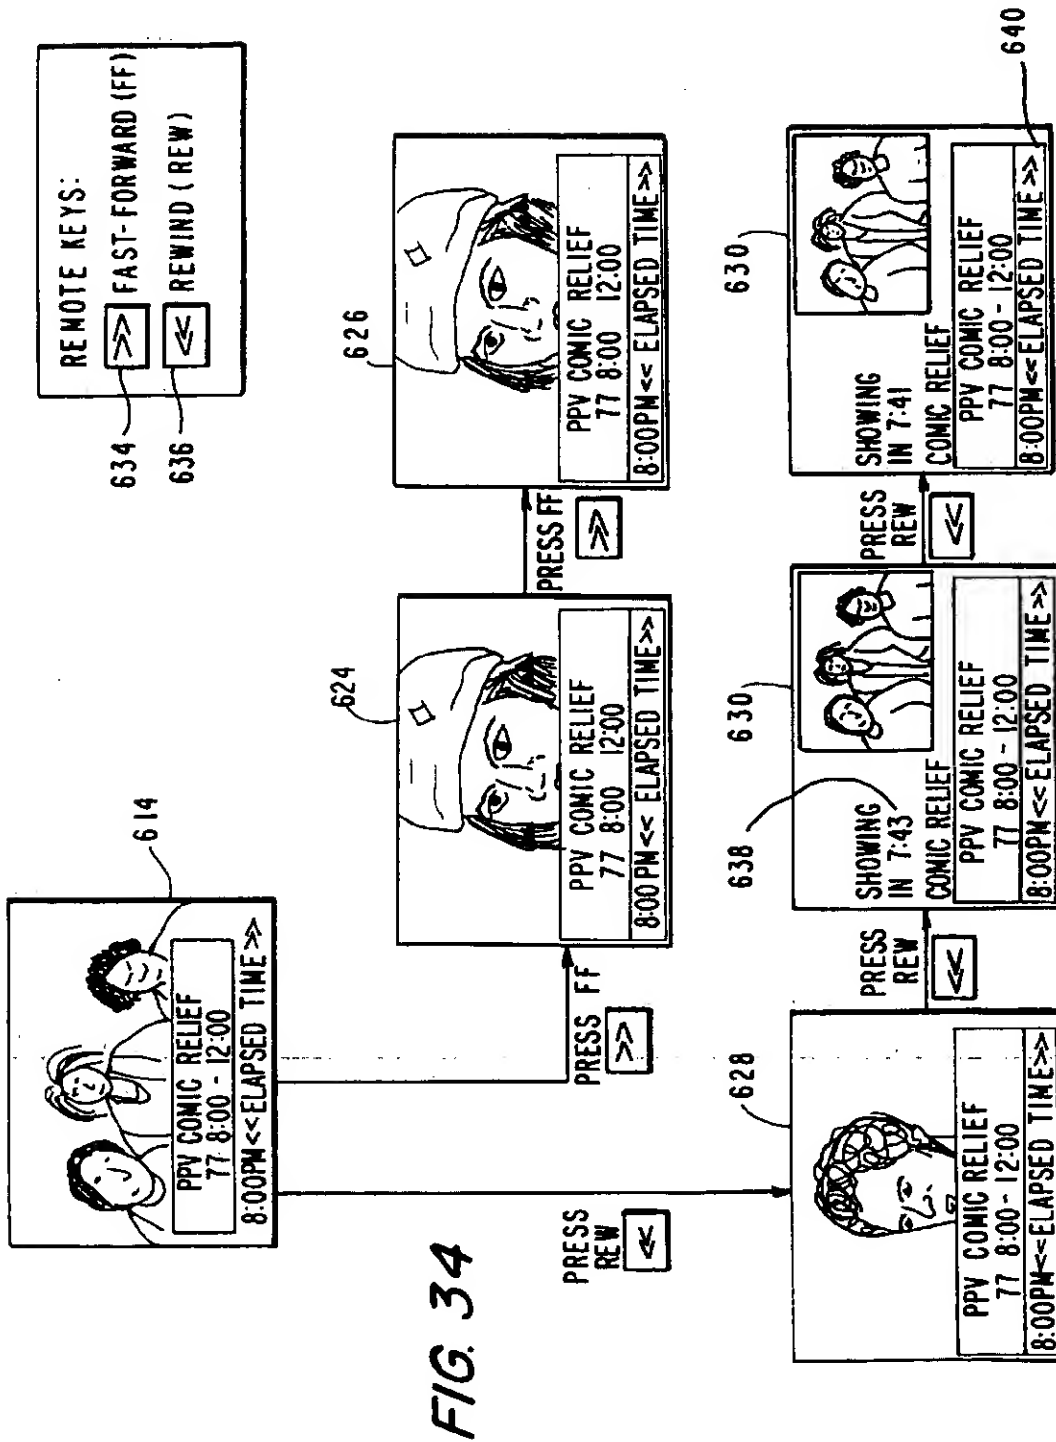 REMOTE KEYS:
634 >> FAST-FORWARD (FF)
636 << REWIND (REW)
614
PPV COMIC RELIEF
77 8:00 - 12:00
8:00PM<<ELAPSED TIME>>
PRESS FF
>>
624
PPV COMIC RELIEF
77 8:00 12:00
8:00PM<< ELAPSED TIME>>
PRESS FF
>>
626
PPV COMIC RELIEF
77 8:00 12:00
8:00PM<< ELAPSED TIME>>
FIG. 34
PRESS
REW
<<
628
PPV COMIC RELIEF
77 8:00 - 12:00
8:00PM<<ELAPSED TIME>>
PRESS
REW
<<
638
630
SHOWING
IN 7:43
COMIC RELIEF
PPV COMIC RELIEF
77 8:00 - 12:00
8:00PM<<ELAPSED TIME>>
PRESS
REW
<<
630
SHOWING
IN 7:41
COMIC RELIEF
PPV COMIC RELIEF
77 8:00 - 12:00
8:00PM<<ELAPSED TIME>>
640